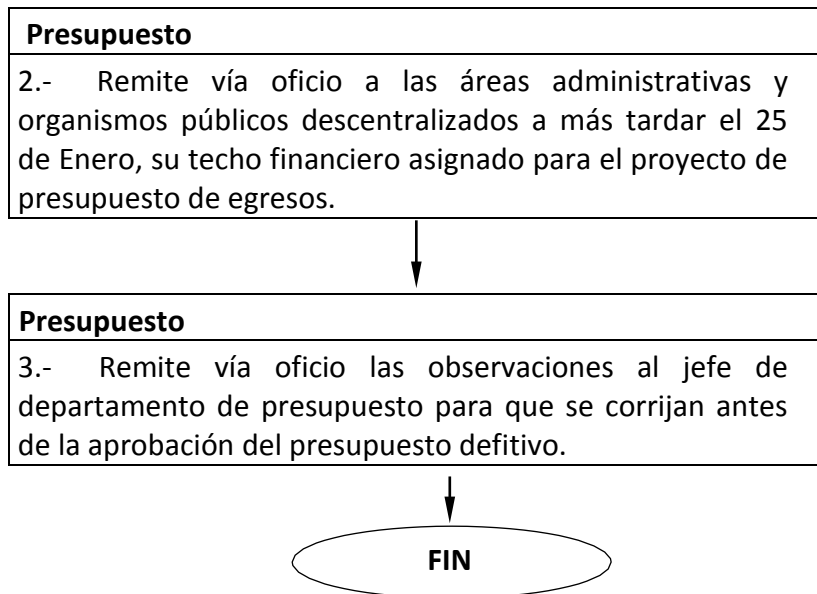 Presupuesto
2.- Remite vía oficio a las áreas administrativas y
organismos públicos descentralizados a más tardar el 25
de Enero, su techo financiero asignado para el proyecto de
presupuesto de egresos.
Presupuesto
3.- Remite vía oficio las observaciones al jefe de
departamento de presupuesto para que se corrijan antes
de la aprobación del presupuesto defitivo.
FIN